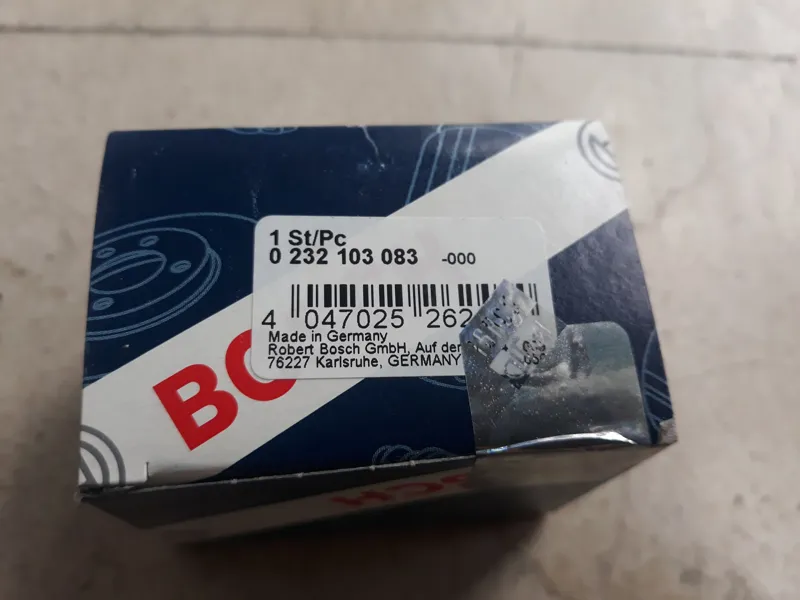 1 St/Pc
0 232 103 083 -000
4 047025 262
Made in Germany
Robert Bosch GmbH, Auf der
76227 Karlsruhe, GERMANY
BO
CH